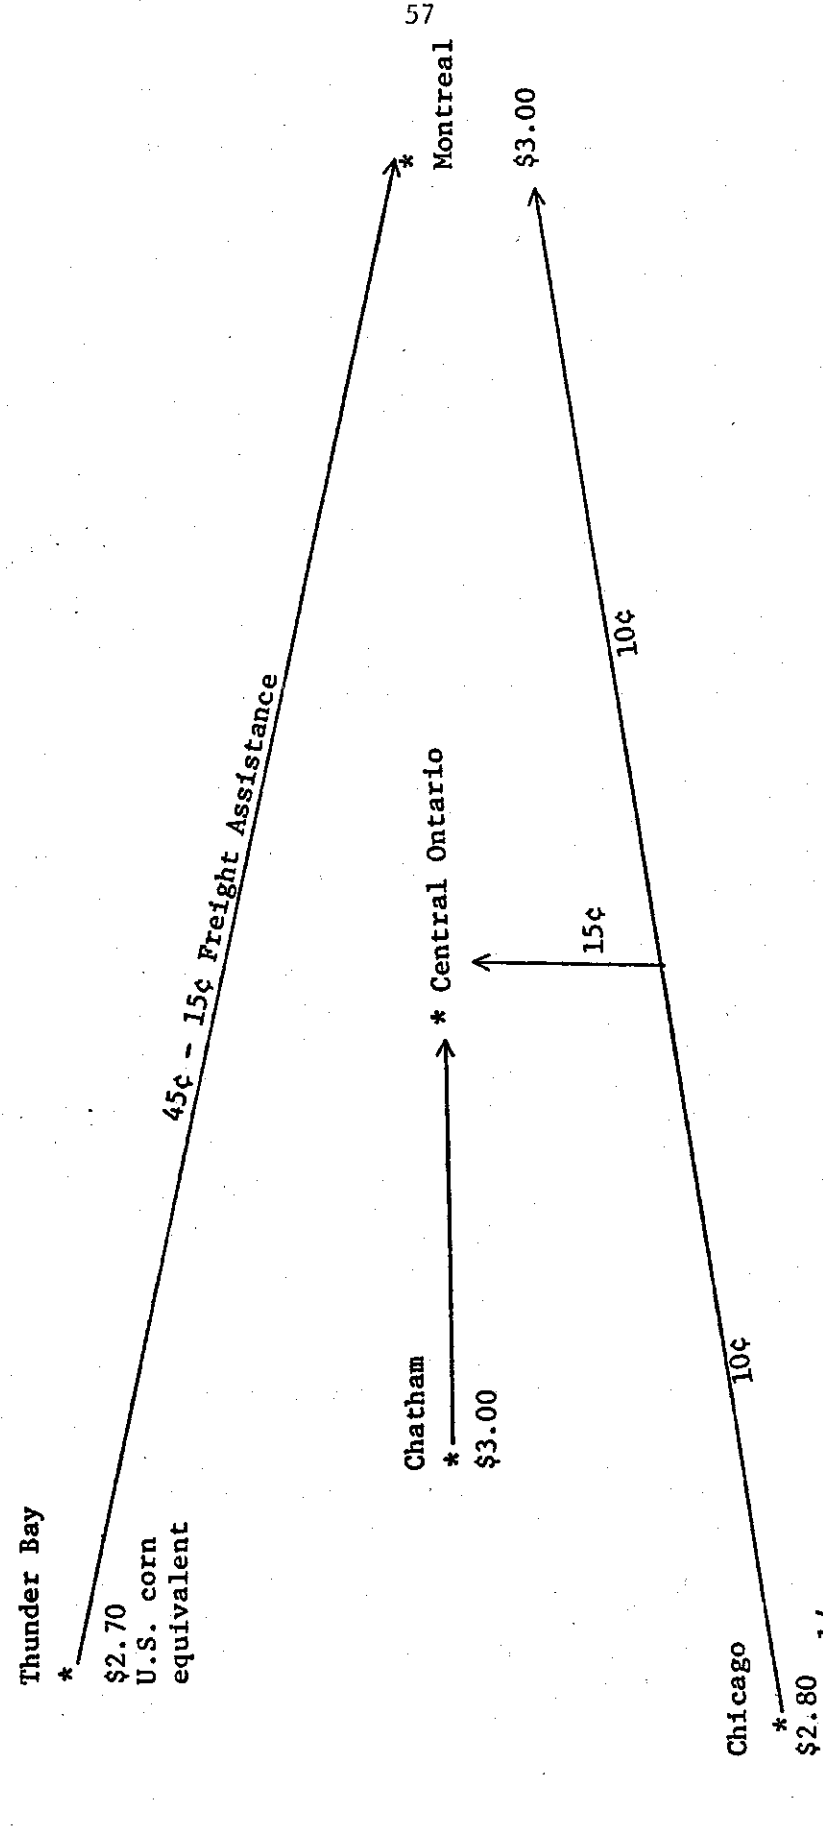 57
Thunder Bay
*
$2.70
U.S. corn
equivalent
45¢ - 15¢ Freight Assistance
*
Montreal
$3.00
Chatham
*
$3.00
* Central Ontario
15¢
10¢
10¢
Chicago
*
$2.80